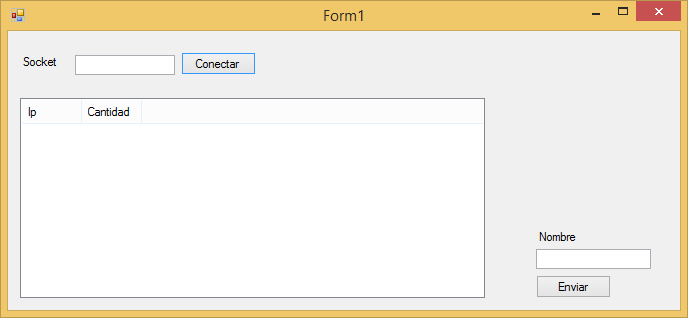 Form1
Socket
Conectar
Ip Cantidad
Nombre
Enviar